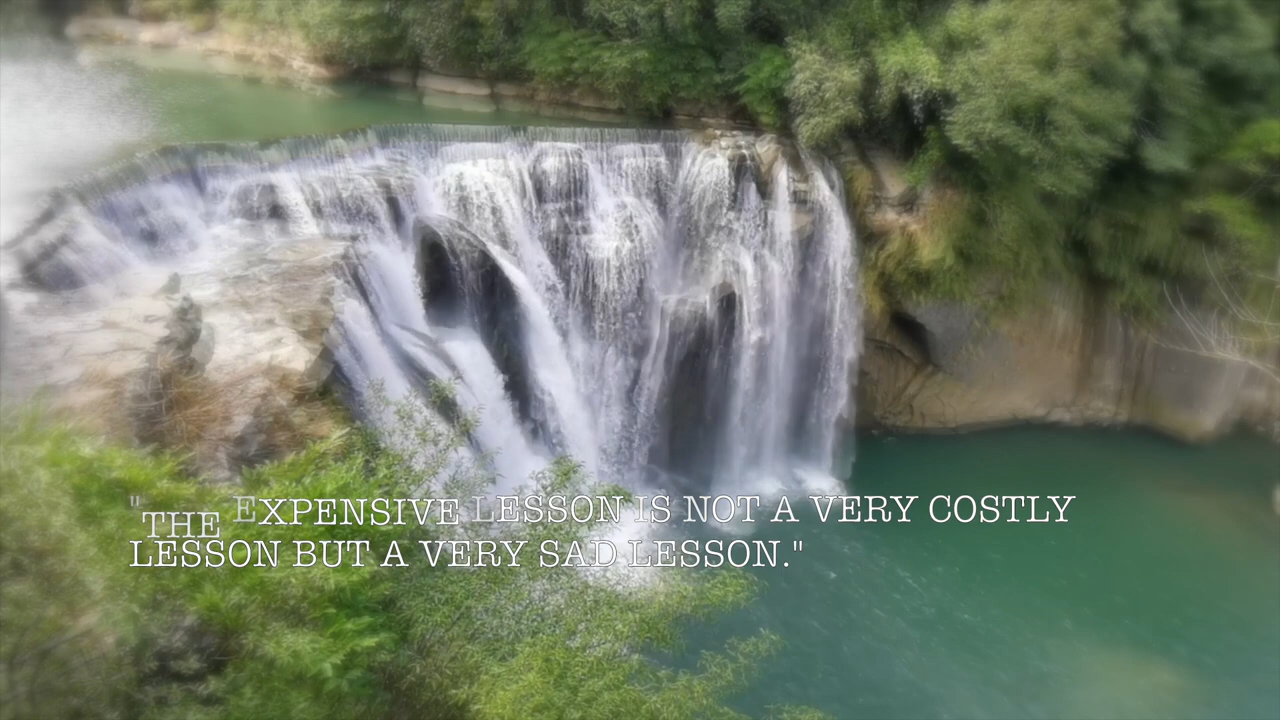 "THE EXPENSIVE LESSON IS NOT A VERY COSTLY
LESSON BUT A VERY SAD LESSON."